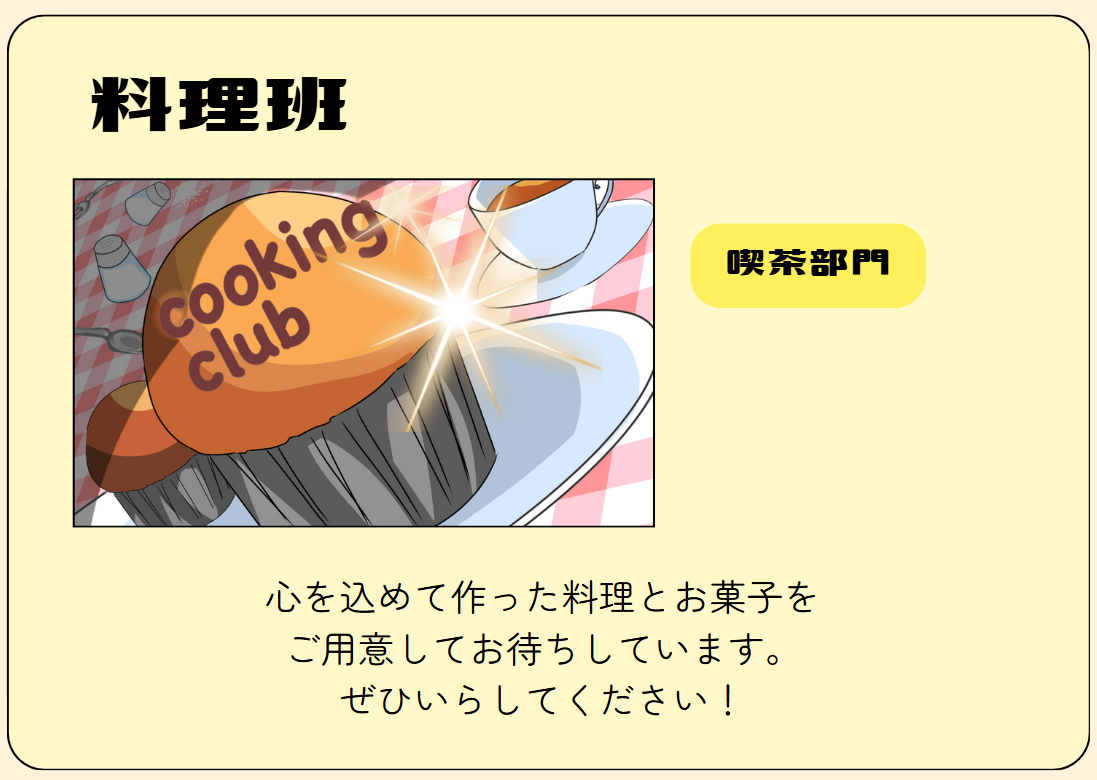 料理班
cooking
club
喫茶部門
心を込めて作った料理とお菓子を
ご用意してお待ちしています。
ぜひいらしてください！